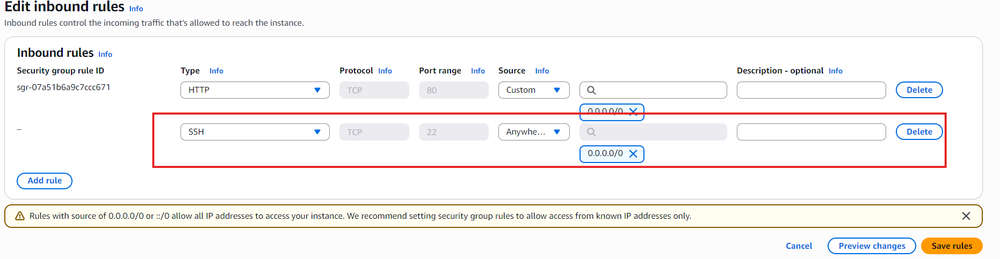 Edit inbound rules Info
Inbound rules control the incoming traffic that's allowed to reach the instance.
Inbound rules Info
Security group rule ID Type Info Protocol Info Port range Info Source Info Description - optional Info
sgr-07a51b6a9c7ccc671 HTTP TCP 80 Custom Delete
0.0.0.0/0
– SSH TCP 22 Anywhe... Delete
0.0.0.0/0
Add rule
Rules with source of 0.0.0.0/0 or ::/0 allow all IP addresses to access your instance. We recommend setting security group rules to allow access from known IP addresses only.
Cancel Preview changes Save rules